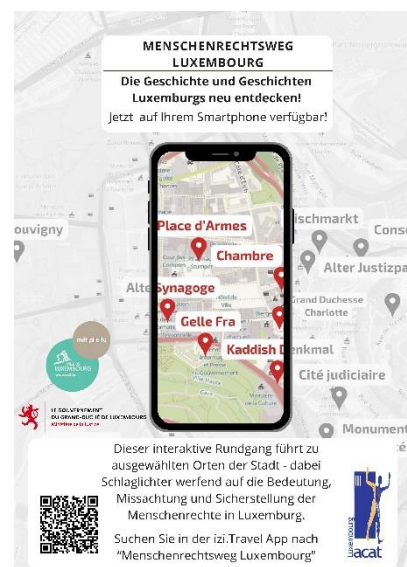 MENSCHENRECHTSWEG
LUXEMBOURG
Die Geschichte und Geschichten
Luxemburgs neu entdecken!
Jetzt auf Ihrem Smartphone verfügbar!
Place d'Armes
ischmarkt
ouvigny
Chambre
Conse
Alter Justizpa
Alte Synagoge
Grand Duchesse
Charlotte
Gelle Fra
Kaddish Denkmal
Cité judiciaire
Monument
LUXEMBOURG
LE GOUVERNEMENT
DU GRAND-DUCHÉ DE LUXEMBOURG
Dieser interaktive Rundgang führt zu
ausgewählten Orten der Stadt - dabei
Schlaglichter werfend auf die Bedeutung,
Missachtung und Sicherstellung der
Menschenrechte in Luxemburg.
Suchen Sie in der izi.Travel App nach
"Menschenrechtsweg Luxembourg"
acat
luxembourg